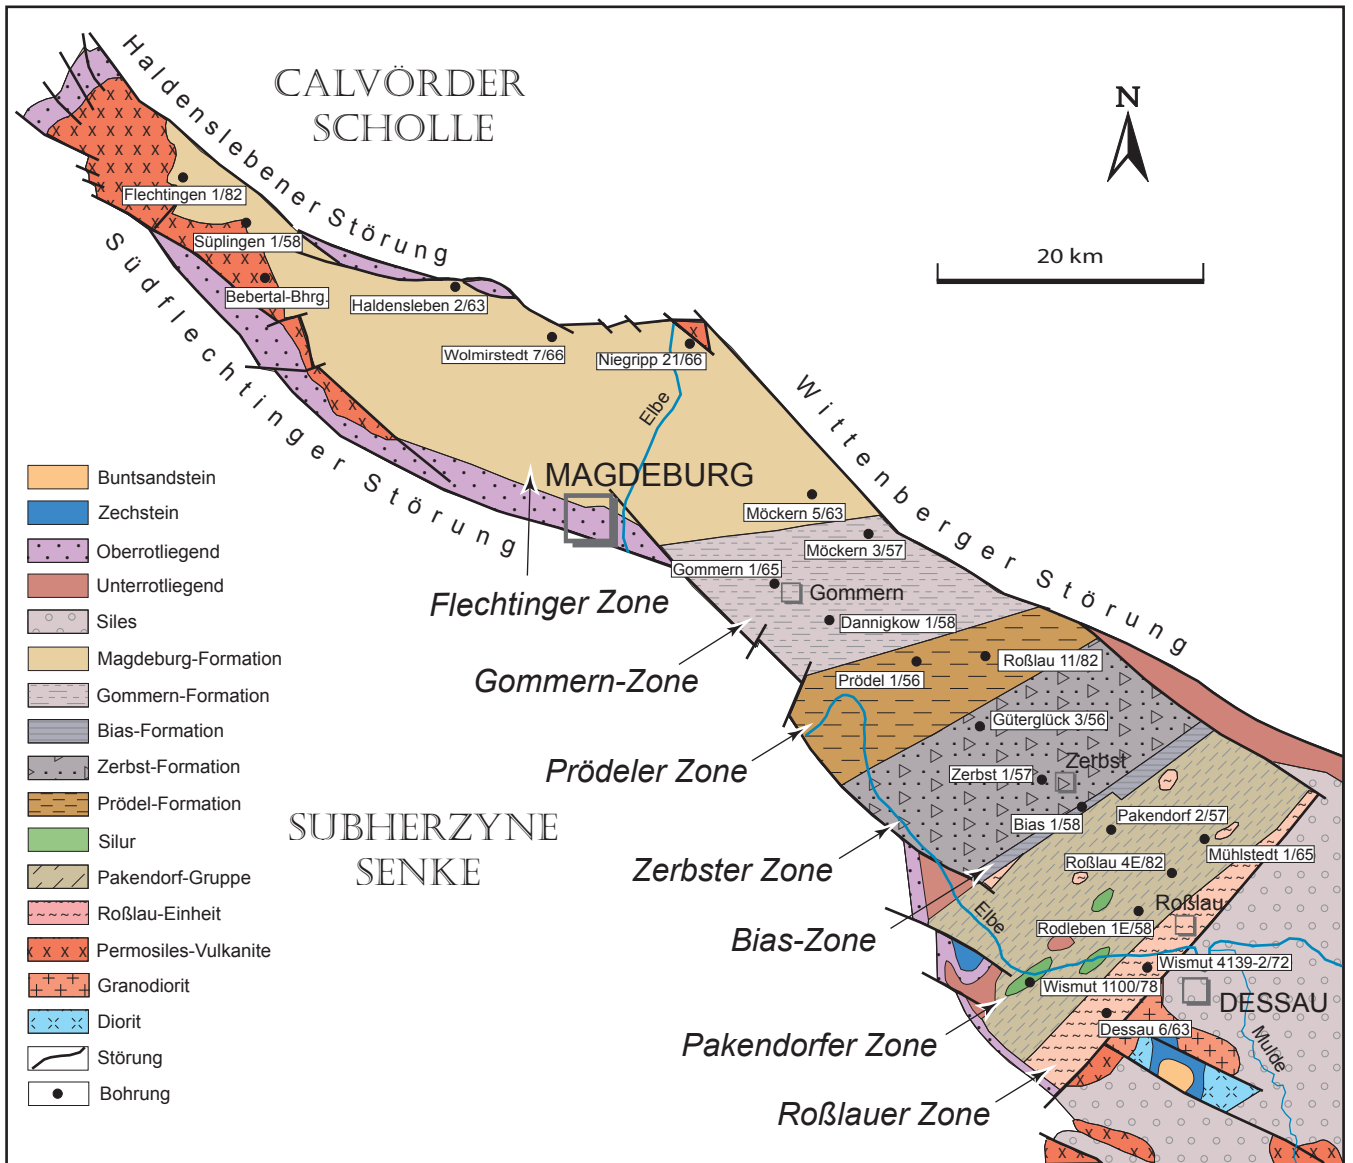 CALVÖRDER
SCHOLLE
Haldenslebener Störung
N
20 km
Flechtingen 1/82
Süplingen 1/58
Bebertal-Bhrg.
Haldensleben 2/63
Wolmirstedt 7/66
Niegripp 21/66
Elbe
Südflechtinger Störung
Wittenberger Störung
MAGDEBURG
Möckern 5/63
Möckern 3/57
Gommern 1/65
Gommern
Dannigkow 1/58
Flechtinger Zone
Gommern-Zone
Prödel 1/56
Roßlau 11/82
Güterglück 3/56
Prödeler Zone
Zerbst
Zerbst 1/57
Bias 1/58
Pakendorf 2/57
Mühlstedt 1/65
Roßlau 4E/82
Zerbster Zone
Roßlau
Elbe
Rodleben 1E/58
Bias-Zone
Wismut 4139-2/72
Wismut 1100/78
DESSAU
Dessau 6/63
Mulde
Pakendorfer Zone
Roßlauer Zone
SUBHERZYNE
SENKE
Buntsandstein
Zechstein
Oberrotliegend
Unterrotliegend
Siles
Magdeburg-Formation
Gommern-Formation
Bias-Formation
Zerbst-Formation
Prödel-Formation
Silur
Pakendorf-Gruppe
Roßlau-Einheit
Permosiles-Vulkanite
Granodiorit
Diorit
Störung
Bohrung